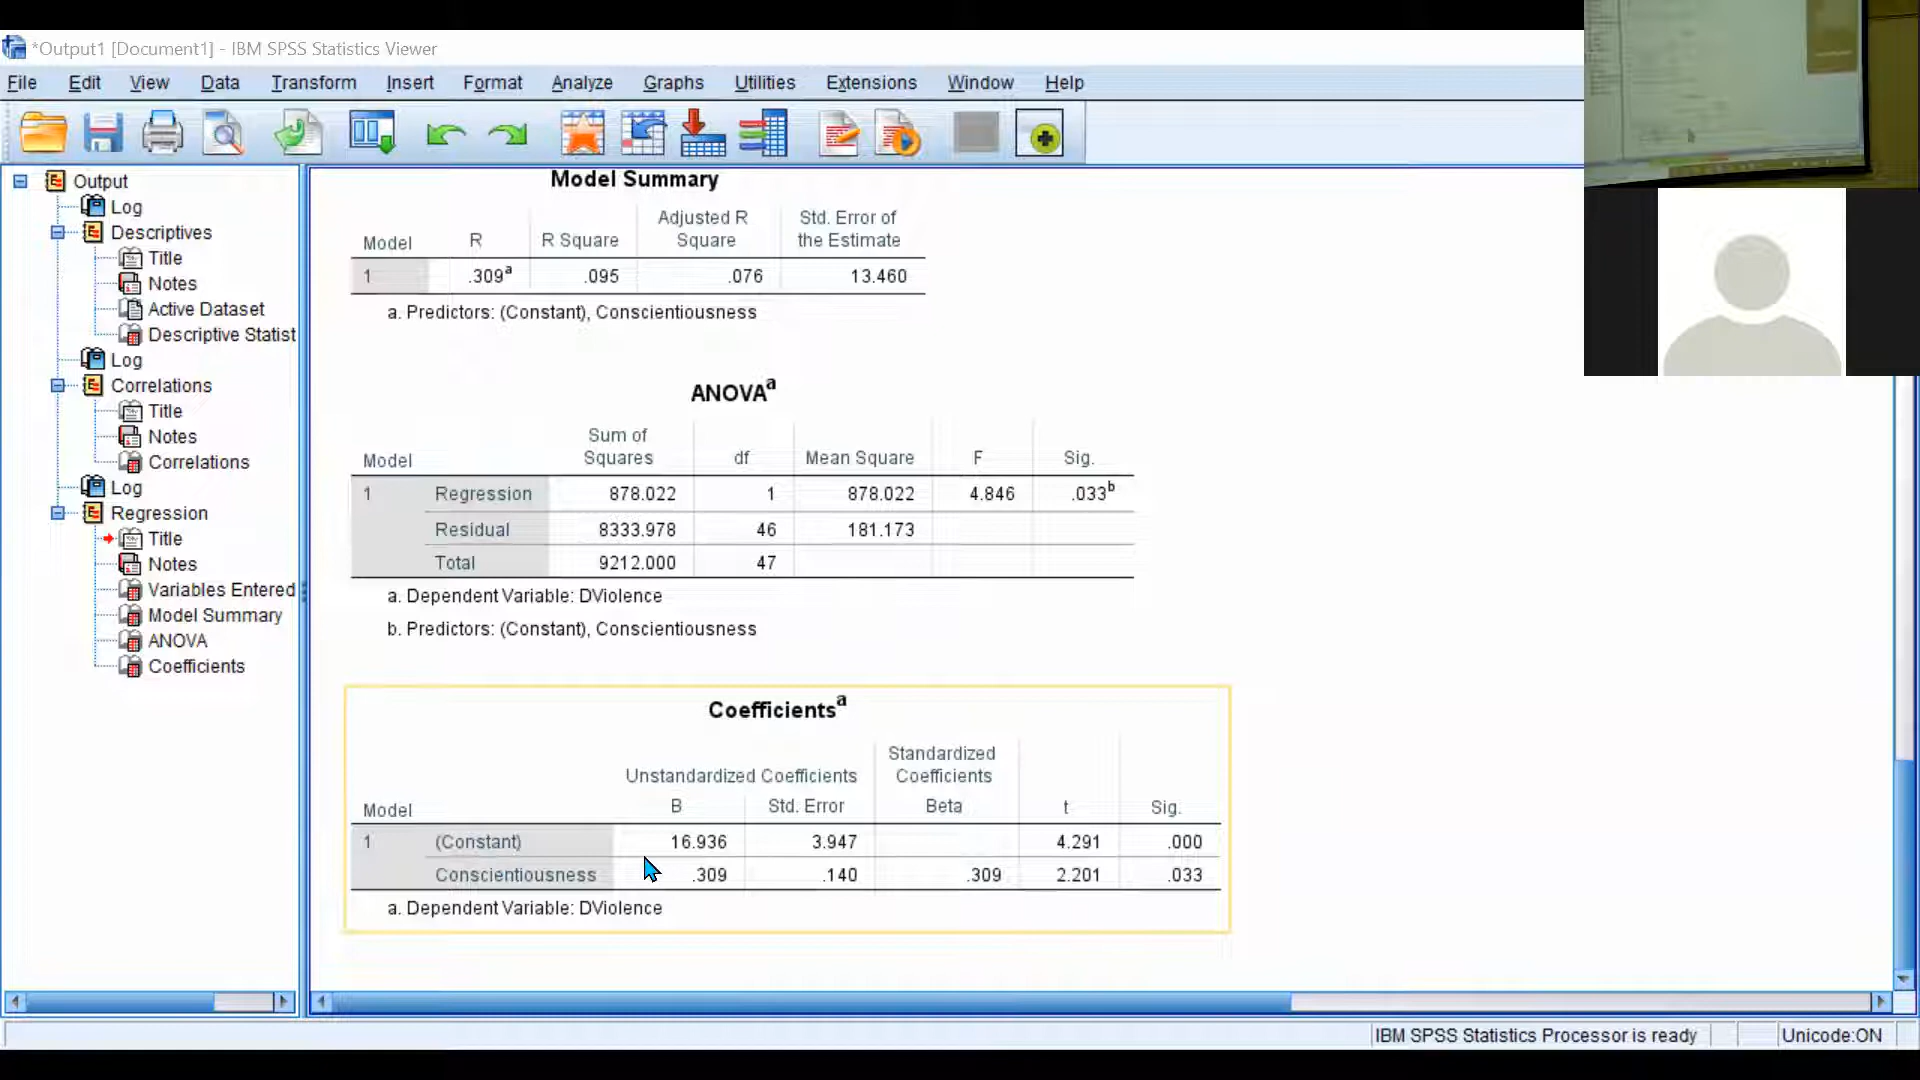 *Output1 [Document1] - IBM SPSS Statistics Viewer
File Edit View Data Transform Insert Format Analyze Graphs Utilities Extensions Window Help
Output
Log
Descriptives
Title
Notes
Active Dataset
Descriptive Statist
Log
Correlations
Title
Notes
Correlations
Log
Regression
Title
Notes
Variables Entered
Model Summary
ANOVA
Coefficients
Model Summary
Model R R Square Adjusted R Square Std. Error of the Estimate
1 .309a .095 .076 13.460
a. Predictors: (Constant), Conscientiousness
ANOVAa
Model Sum of Squares df Mean Square F Sig.
1 Regression 878.022 1 878.022 4.846 .033b
Residual 8333.978 46 181.173
Total 9212.000 47
a. Dependent Variable: DViolence
b. Predictors: (Constant), Conscientiousness
Coefficientsa
Unstandardized Coefficients Standardized Coefficients
Model B Std. Error Beta t Sig.
1 (Constant) 16.936 3.947 4.291 .000
Conscientiousness .309 .140 .309 2.201 .033
a. Dependent Variable: DViolence
IBM SPSS Statistics Processor is ready Unicode:ON